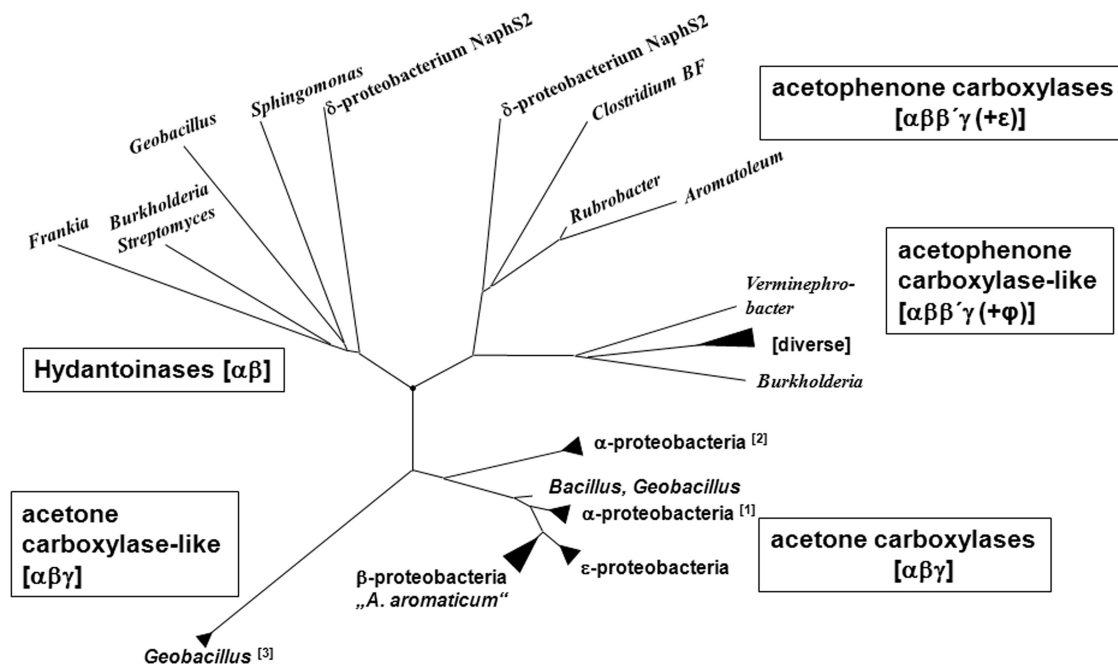 δ-proteobacterium NaphS2
Sphingomonas
Geobacillus
Burkholderia
Streptomyces
Frankia
Hydantoinases [αβ]
δ-proteobacterium NaphS2
Clostridium BF
Rubrobacter
Aromatoleum
acetophenone carboxylases
[αββ´γ (+ε)]
acetophenone
carboxylase-like
[αββ´γ (+φ)]
Verminephro-
bacter
[diverse]
Burkholderia
α-proteobacteria [2]
Bacillus, Geobacillus
α-proteobacteria [1]
ε-proteobacteria
β-proteobacteria
„A. aromaticum“
acetone carboxylases
[αβγ]
acetone
carboxylase-like
[αβγ]
Geobacillus [3]